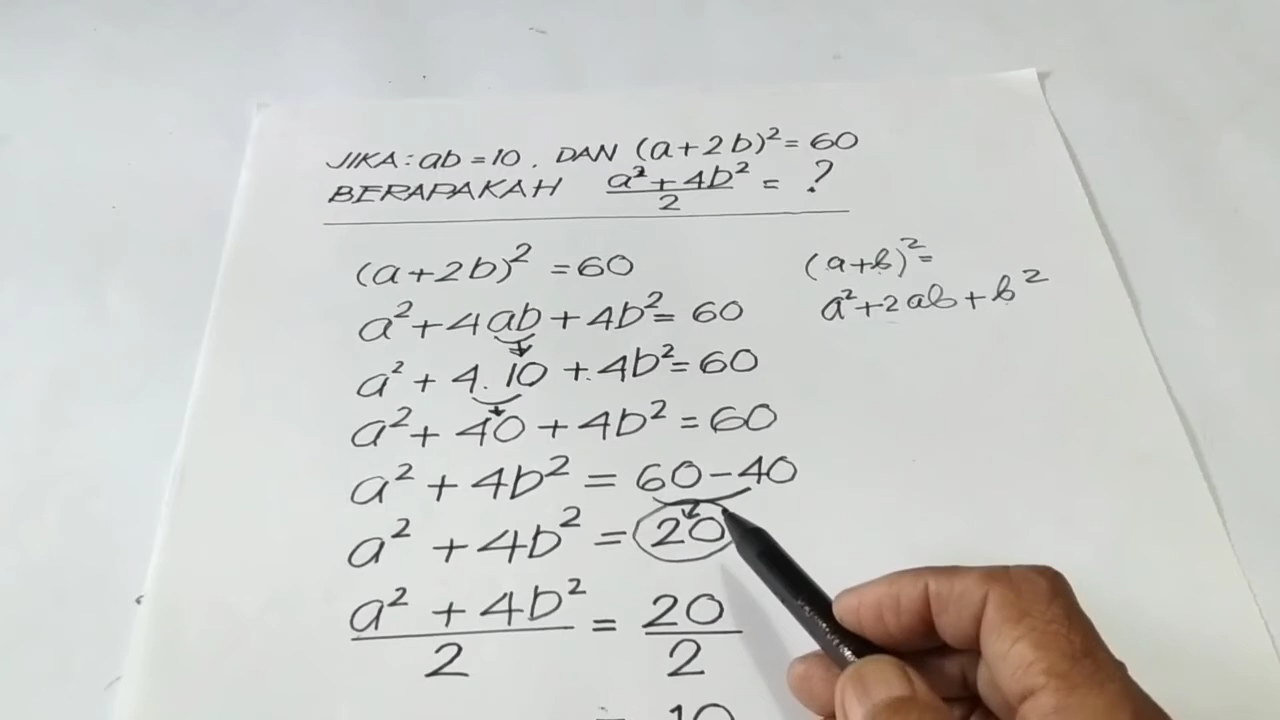 JIKA: ab = 10. DAN (a+2b)² = 60
BERAPAKAH (a² + 4b²)/2 = ?
(a+2b)² = 60
a² + 4ab + 4b² = 60
a² + 4.10 + 4b² = 60
a² + 40 + 4b² = 60
a² + 4b² = 60 - 40
a² + 4b² = 20
(a² + 4b²)/2 = 20/2
= 10
(a+b)² =
a² + 2ab + b²